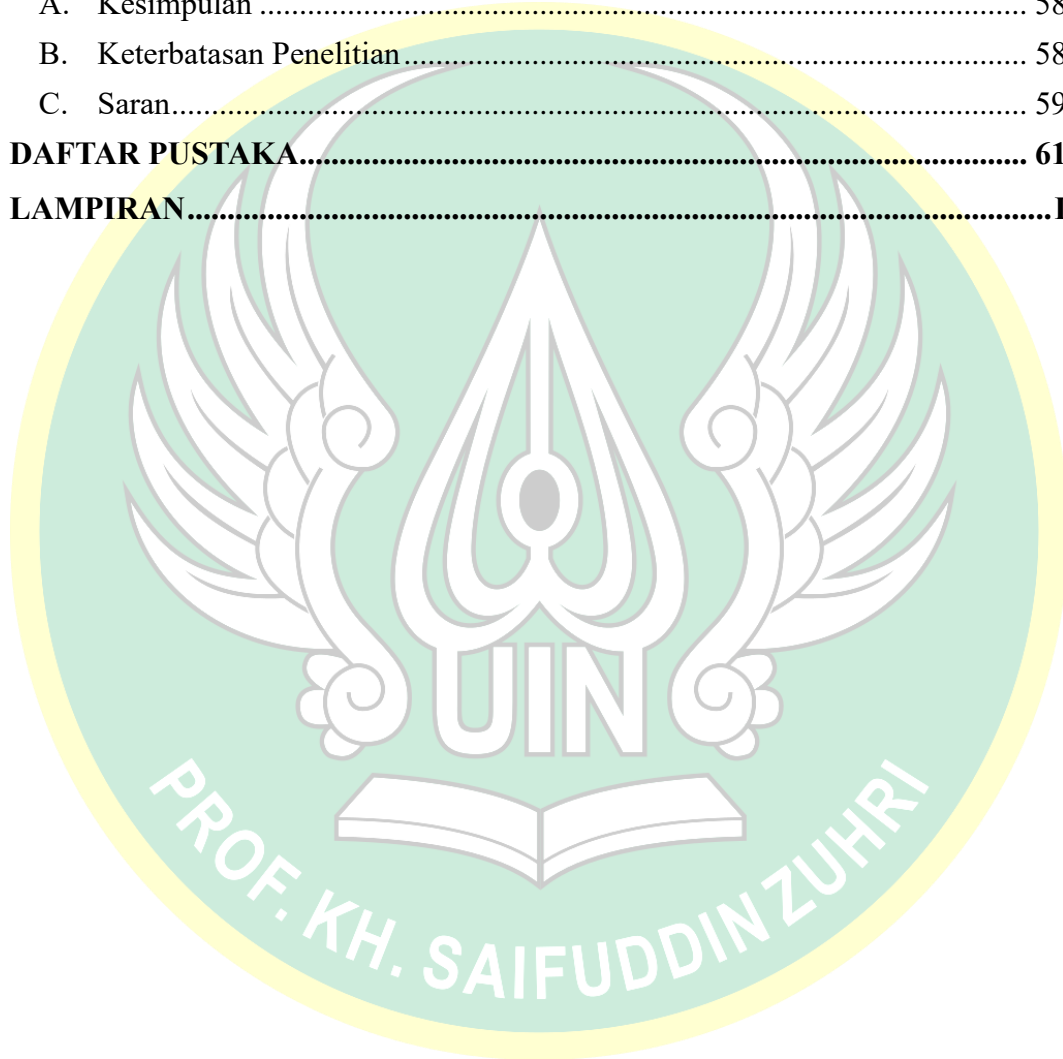 A. Kesimpulan ........................................................................................ 58
B. Keterbatasan Penelitian ........................................................................ 58
C. Saran.................................................................................................. 59
DAFTAR PUSTAKA............................................................................... 61
LAMPIRAN.............................................................................................I
UIN
PROF. KH. SAIFUDDIN ZUHRI